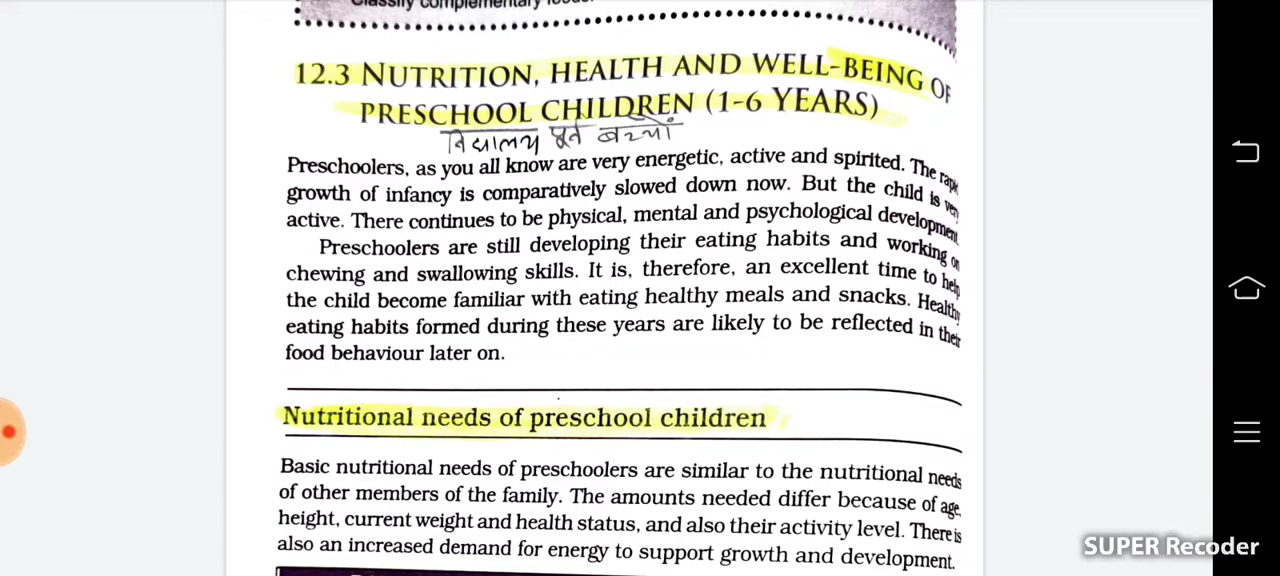 Classify complementary foods.
12.3 NUTRITION, HEALTH AND WELL-BEING OF
PRESCHOOL CHILDREN (1-6 YEARS)
विद्यालय पूर्व बच्चों
Preschoolers, as you all know are very energetic, active and spirited. The rapid
growth of infancy is comparatively slowed down now. But the child is very
active. There continues to be physical, mental and psychological development.
Preschoolers are still developing their eating habits and working on
chewing and swallowing skills. It is, therefore, an excellent time to help
the child become familiar with eating healthy meals and snacks. Healthy
eating habits formed during these years are likely to be reflected in their
food behaviour later on.
Nutritional needs of preschool children
Basic nutritional needs of preschoolers are similar to the nutritional needs
of other members of the family. The amounts needed differ because of age,
height, current weight and health status, and also their activity level. There is
also an increased demand for energy to support growth and development.
SUPER Recoder